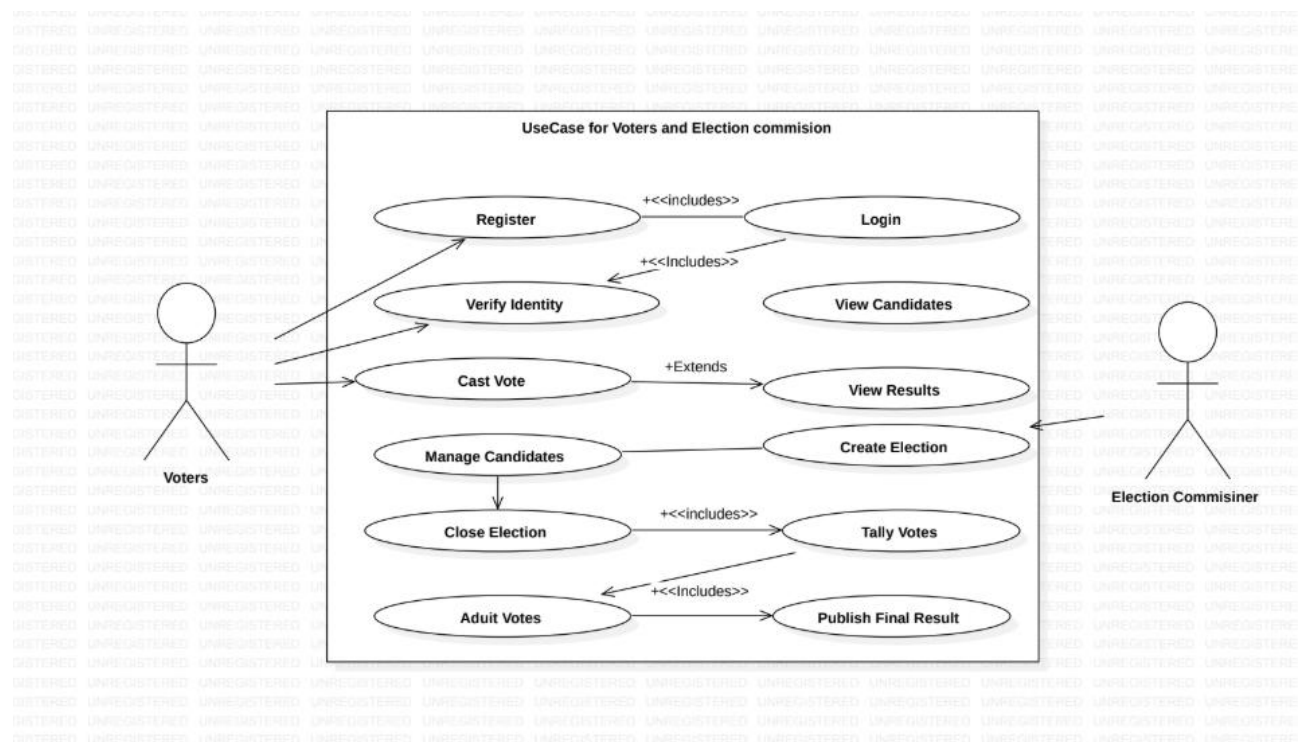 UseCase for Voters and Election commision
+<<includes>>
Register
Login
+<<Includes>>
Verify Identity
View Candidates
+Extends
Cast Vote
View Results
Manage Candidates
Create Election
Voters
Election Commisiner
+<<includes>>
Close Election
Tally Votes
+<<Includes>>
Aduit Votes
Publish Final Result
UNREGISTERED